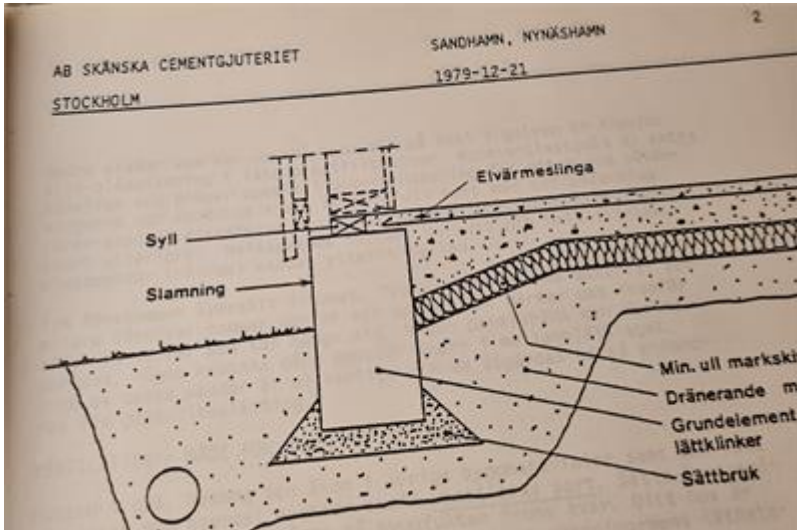 AB SKÅNSKA CEMENTGJUTERIET
STOCKHOLM
SANDHAMN, NYNÄSHAMN
1979-12-21
2
Elvärmeslinga
Syll
Slamning
Min. ull markski
Dränerande m
Grundelement
lättklinker
Sättbruk